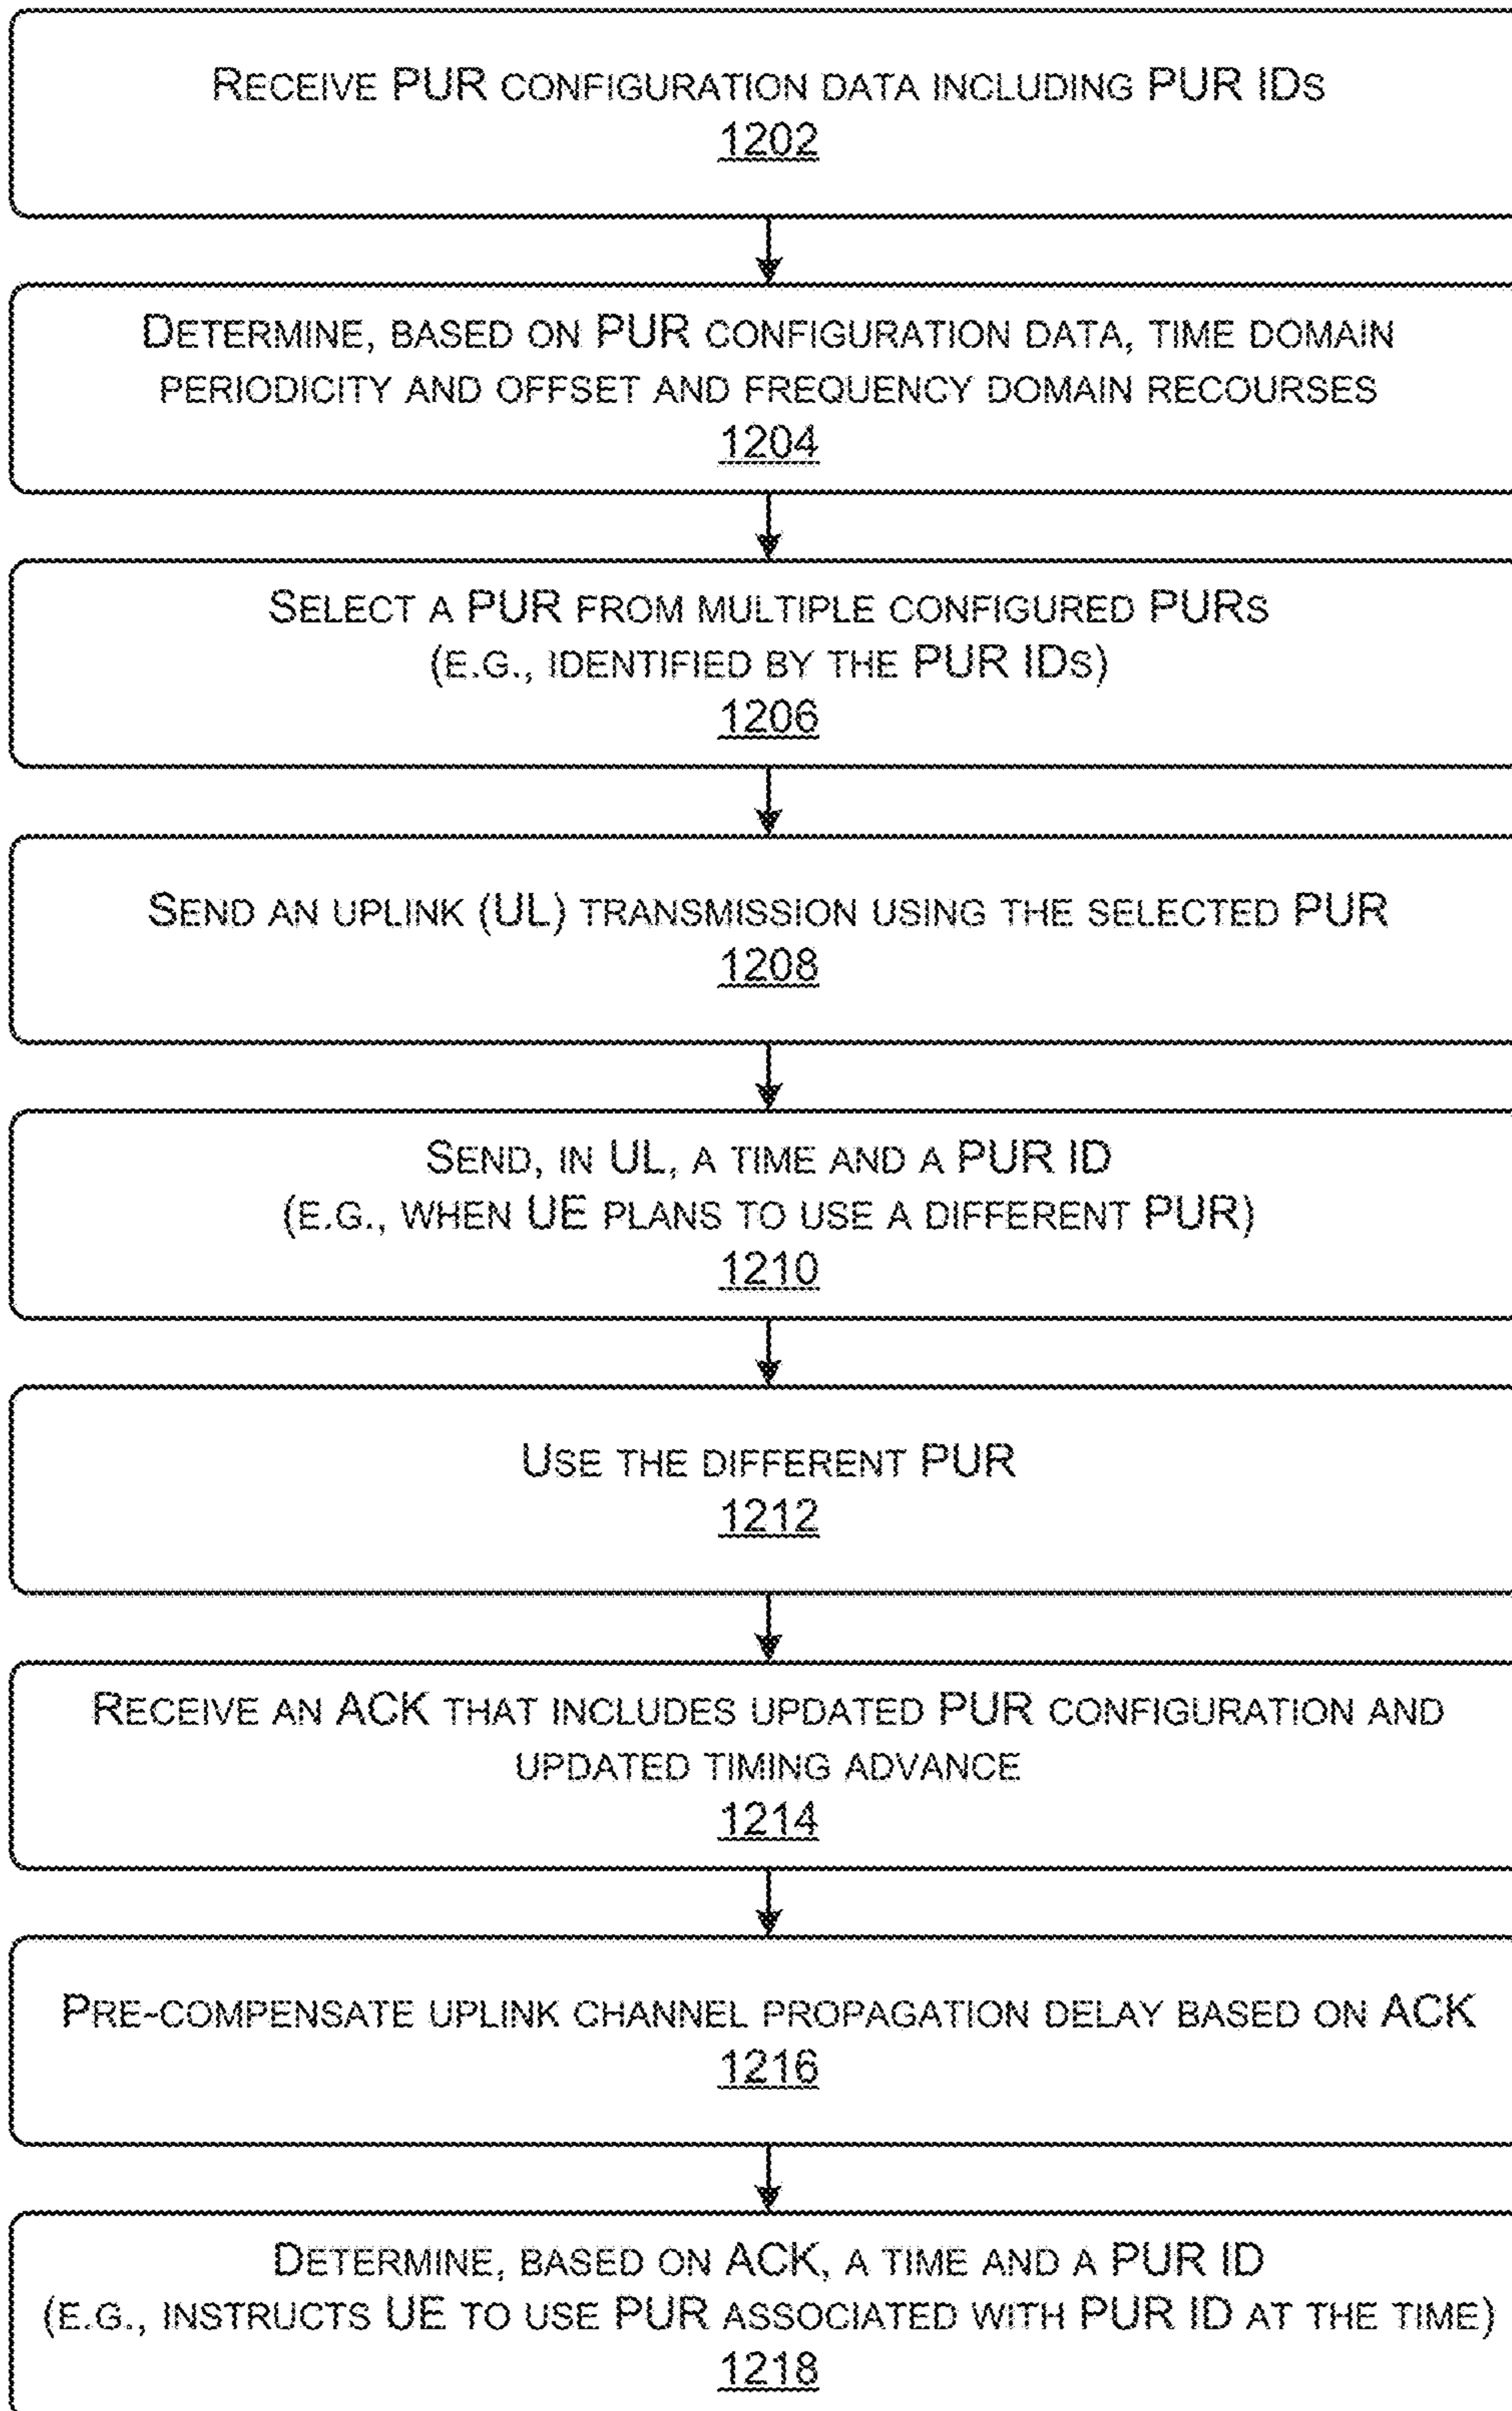 RECEIVE PUR CONFIGURATION DATA INCLUDING PUR IDS
1202
DETERMINE, BASED ON PUR CONFIGURATION DATA, TIME DOMAIN
PERIODICITY AND OFFSET AND FREQUENCY DOMAIN RECOURSES
1204
SELECT A PUR FROM MULTIPLE CONFIGURED PURS
(E.G., IDENTIFIED BY THE PUR IDS)
1206
SEND AN UPLINK (UL) TRANSMISSION USING THE SELECTED PUR
1208
SEND, IN UL, A TIME AND A PUR ID
(E.G., WHEN UE PLANS TO USE A DIFFERENT PUR)
1210
USE THE DIFFERENT PUR
1212
RECEIVE AN ACK THAT INCLUDES UPDATED PUR CONFIGURATION AND
UPDATED TIMING ADVANCE
1214
PRE-COMPENSATE UPLINK CHANNEL PROPAGATION DELAY BASED ON ACK
1216
DETERMINE, BASED ON ACK, A TIME AND A PUR ID
(E.G., INSTRUCTS UE TO USE PUR ASSOCIATED WITH PUR ID AT THE TIME)
1218